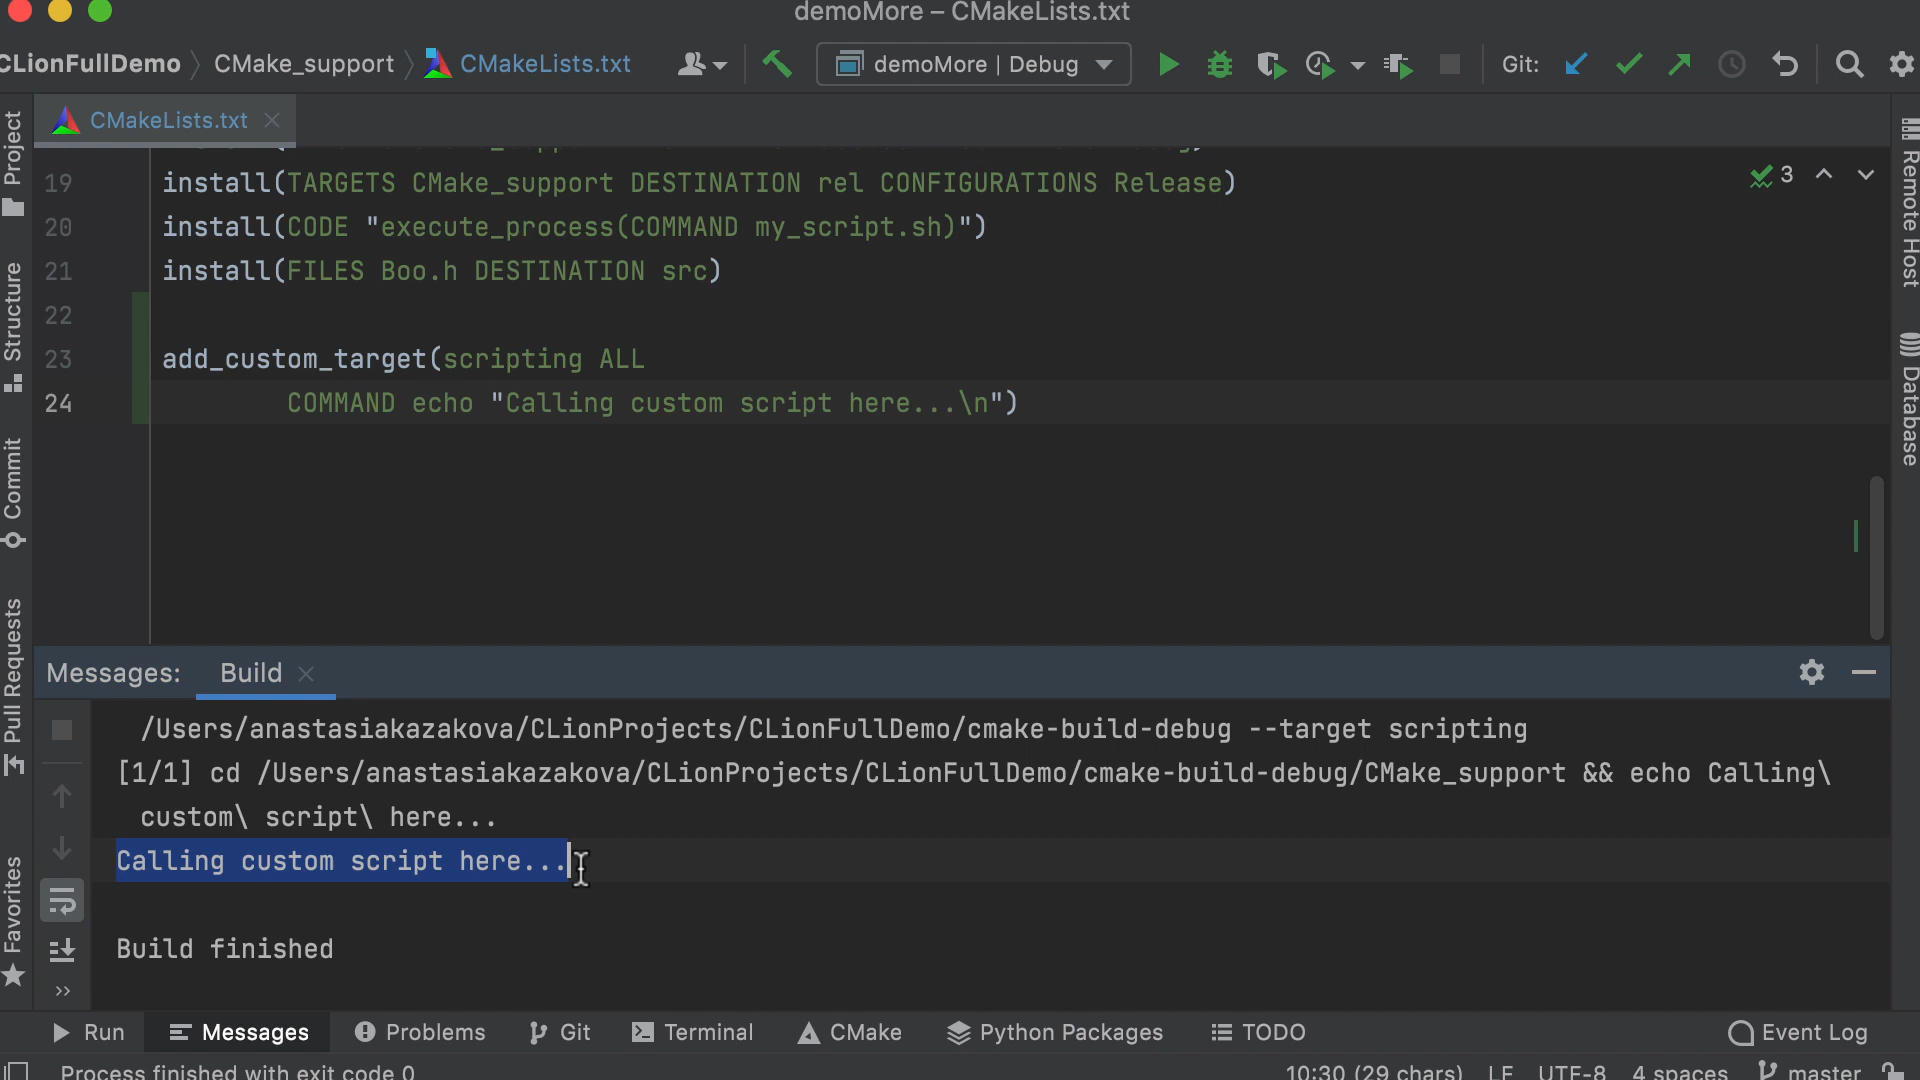 demoMore – CMakeLists.txt
CLionFullDemo CMake_support CMakeLists.txt demoMore | Debug Git:
CMakeLists.txt
19 install(TARGETS CMake_support DESTINATION rel CONFIGURATIONS Release) 3
20 install(CODE "execute_process(COMMAND my_script.sh)")
21 install(FILES Boo.h DESTINATION src)
22
23 add_custom_target(scripting ALL
24 COMMAND echo "Calling custom script here...\n")
Project
Structure
Commit
Pull Requests
Favorites
Remote Host
Database
Messages: Build
/Users/anastasiakazakova/CLionProjects/CLionFullDemo/cmake-build-debug --target scripting
[1/1] cd /Users/anastasiakazakova/CLionProjects/CLionFullDemo/cmake-build-debug/CMake_support && echo Calling\
custom\ script\ here...
Calling custom script here...
Build finished
Run Messages Problems Git Terminal CMake Python Packages TODO Event Log
Process finished with exit code 0 10:30 (29 chars) LF UTF-8 4 spaces master